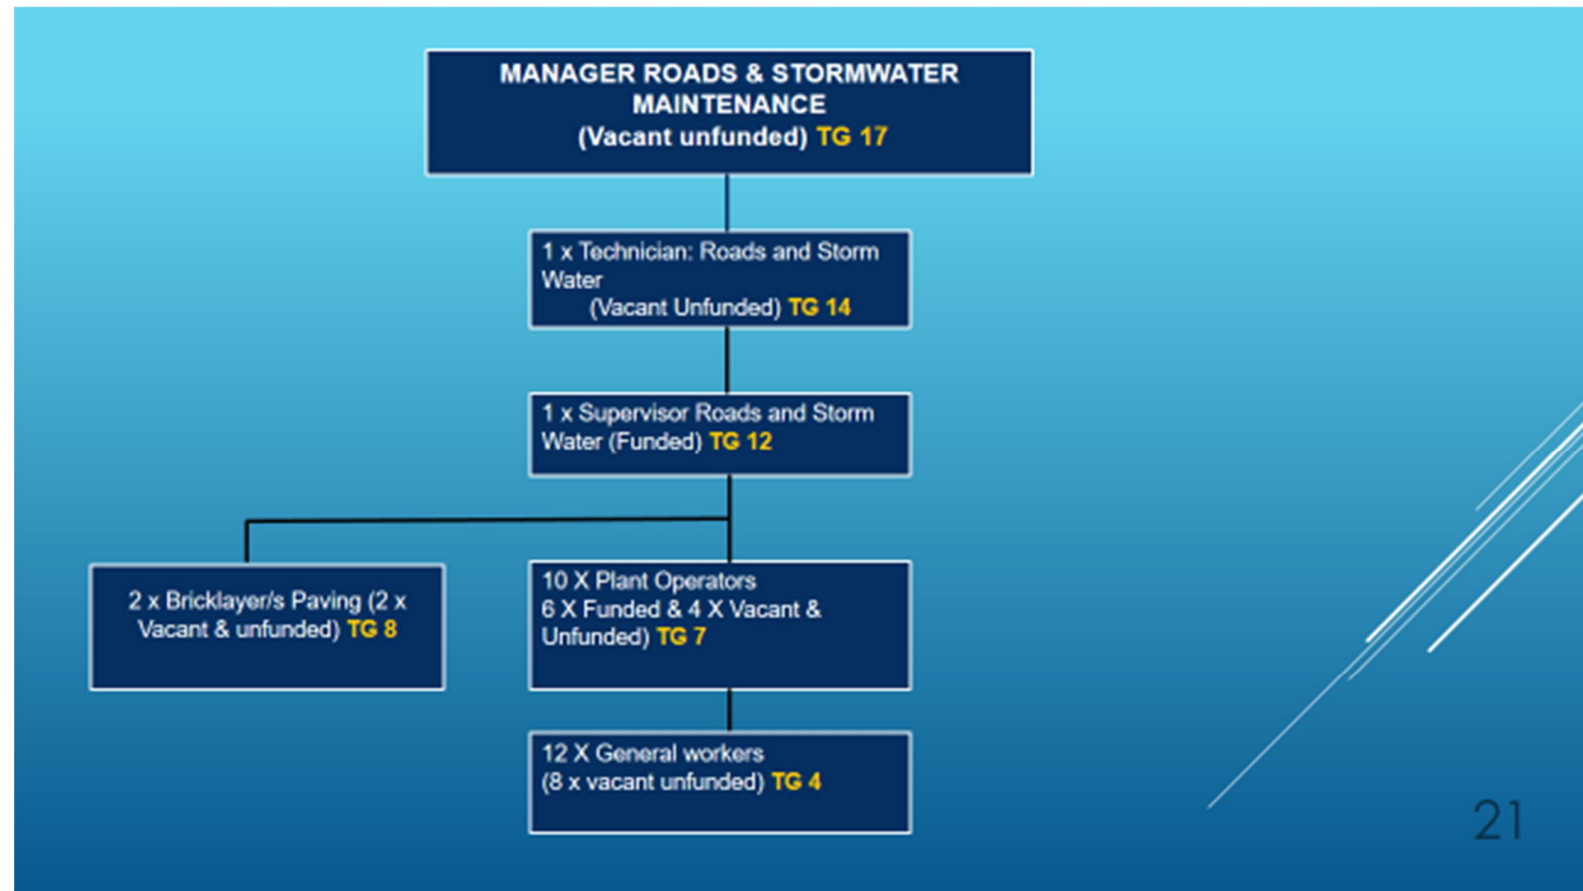 MANAGER ROADS & STORMWATER
MAINTENANCE
(Vacant unfunded) TG 17
1 x Technician: Roads and Storm
Water
(Vacant Unfunded) TG 14
1 x Supervisor Roads and Storm
Water (Funded) TG 12
2 x Bricklayer/s Paving (2 x
Vacant & unfunded) TG 8
10 X Plant Operators
6 X Funded & 4 X Vacant &
Unfunded) TG 7
12 X General workers
(8 x vacant unfunded) TG 4
21